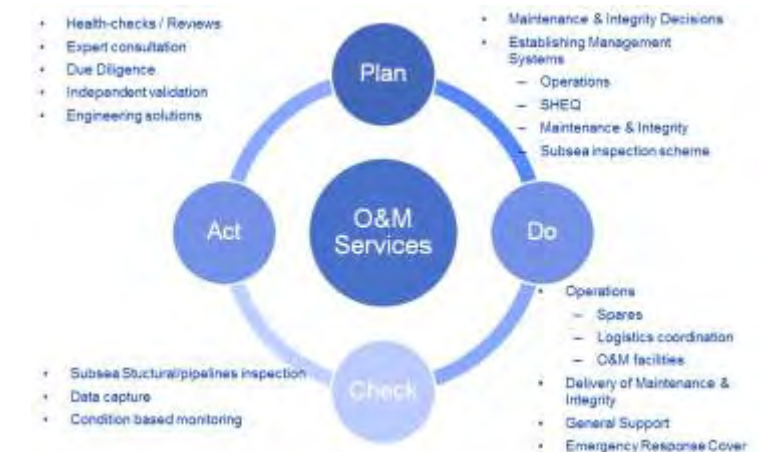 Health-checks / Reviews
Expert consultation
Due Diligence
Independent validation
Engineering solutions
Plan
Maintenance & Integrity Decisions
Establishing Management
Systems
– Operations
– SHEQ
– Maintenance & Integrity
– Subsea inspection scheme
Act
O&M
Services
Do
Operations
– Spares
– Logistics coordination
– O&M facilities
Delivery of Maintenance &
Integrity
General Support
Emergency Response Cover
Check
Subsea Stuctural/pipelines inspection
Data capture
Condition based monitoring